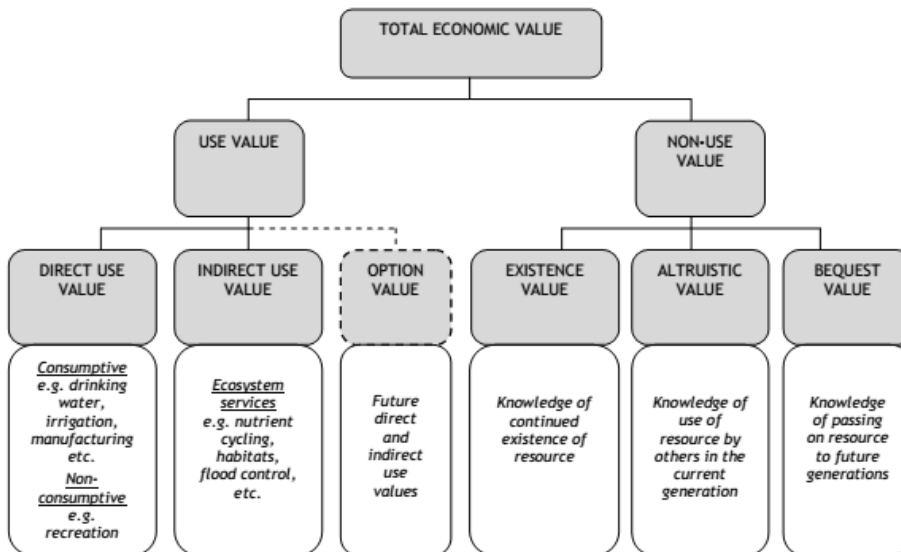 TOTAL ECONOMIC VALUE
USE VALUE
NON-USE
VALUE
DIRECT USE
VALUE
INDIRECT USE
VALUE
OPTION
VALUE
EXISTENCE
VALUE
ALTRUISTIC
VALUE
BEQUEST
VALUE
Consumptive
e.g. drinking
water,
irrigation,
manufacturing
etc.
Non-
consumptive
e.g.
recreation
Ecosystem
services
e.g. nutrient
cycling,
habitats,
flood control,
etc.
Future
direct
and
indirect
use
values
Knowledge of
continued
existence of
resource
Knowledge of
use of
resource by
others in the
current
generation
Knowledge
of passing
on resource
to future
generations